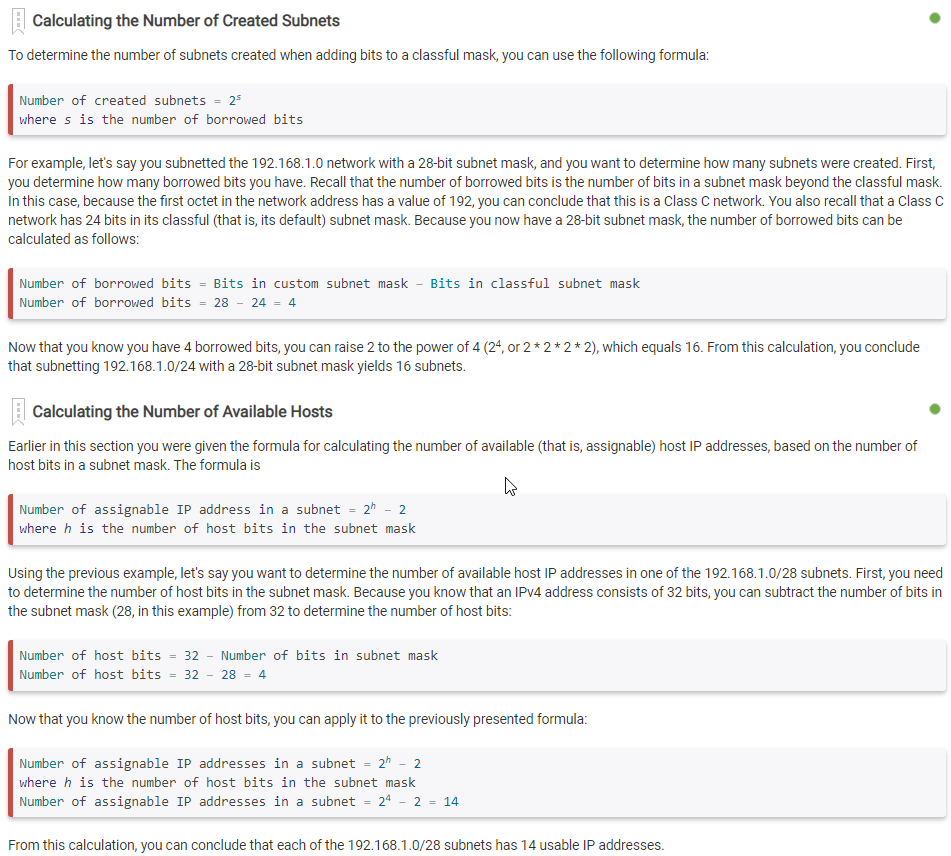 Calculating the Number of Created Subnets
To determine the number of subnets created when adding bits to a classful mask, you can use the following formula:
Number of created subnets = 2ˢ
where s is the number of borrowed bits
For example, let's say you subnetted the 192.168.1.0 network with a 28-bit subnet mask, and you want to determine how many subnets were created. First,
you determine how many borrowed bits you have. Recall that the number of borrowed bits is the number of bits in a subnet mask beyond the classful mask.
In this case, because the first octet in the network address has a value of 192, you can conclude that this is a Class C network. You also recall that a Class C
network has 24 bits in its classful (that is, its default) subnet mask. Because you now have a 28-bit subnet mask, the number of borrowed bits can be
calculated as follows:
Number of borrowed bits = Bits in custom subnet mask – Bits in classful subnet mask
Number of borrowed bits = 28 – 24 = 4
Now that you know you have 4 borrowed bits, you can raise 2 to the power of 4 (2⁴, or 2 * 2 * 2 * 2), which equals 16. From this calculation, you conclude
that subnetting 192.168.1.0/24 with a 28-bit subnet mask yields 16 subnets.
Calculating the Number of Available Hosts
Earlier in this section you were given the formula for calculating the number of available (that is, assignable) host IP addresses, based on the number of
host bits in a subnet mask. The formula is
Number of assignable IP address in a subnet = 2ʰ – 2
where h is the number of host bits in the subnet mask
Using the previous example, let's say you want to determine the number of available host IP addresses in one of the 192.168.1.0/28 subnets. First, you need
to determine the number of host bits in the subnet mask. Because you know that an IPv4 address consists of 32 bits, you can subtract the number of bits in
the subnet mask (28, in this example) from 32 to determine the number of host bits:
Number of host bits = 32 – Number of bits in subnet mask
Number of host bits = 32 – 28 = 4
Now that you know the number of host bits, you can apply it to the previously presented formula:
Number of assignable IP addresses in a subnet = 2ʰ – 2
where h is the number of host bits in the subnet mask
Number of assignable IP addresses in a subnet = 2⁴ – 2 = 14
From this calculation, you can conclude that each of the 192.168.1.0/28 subnets has 14 usable IP addresses.